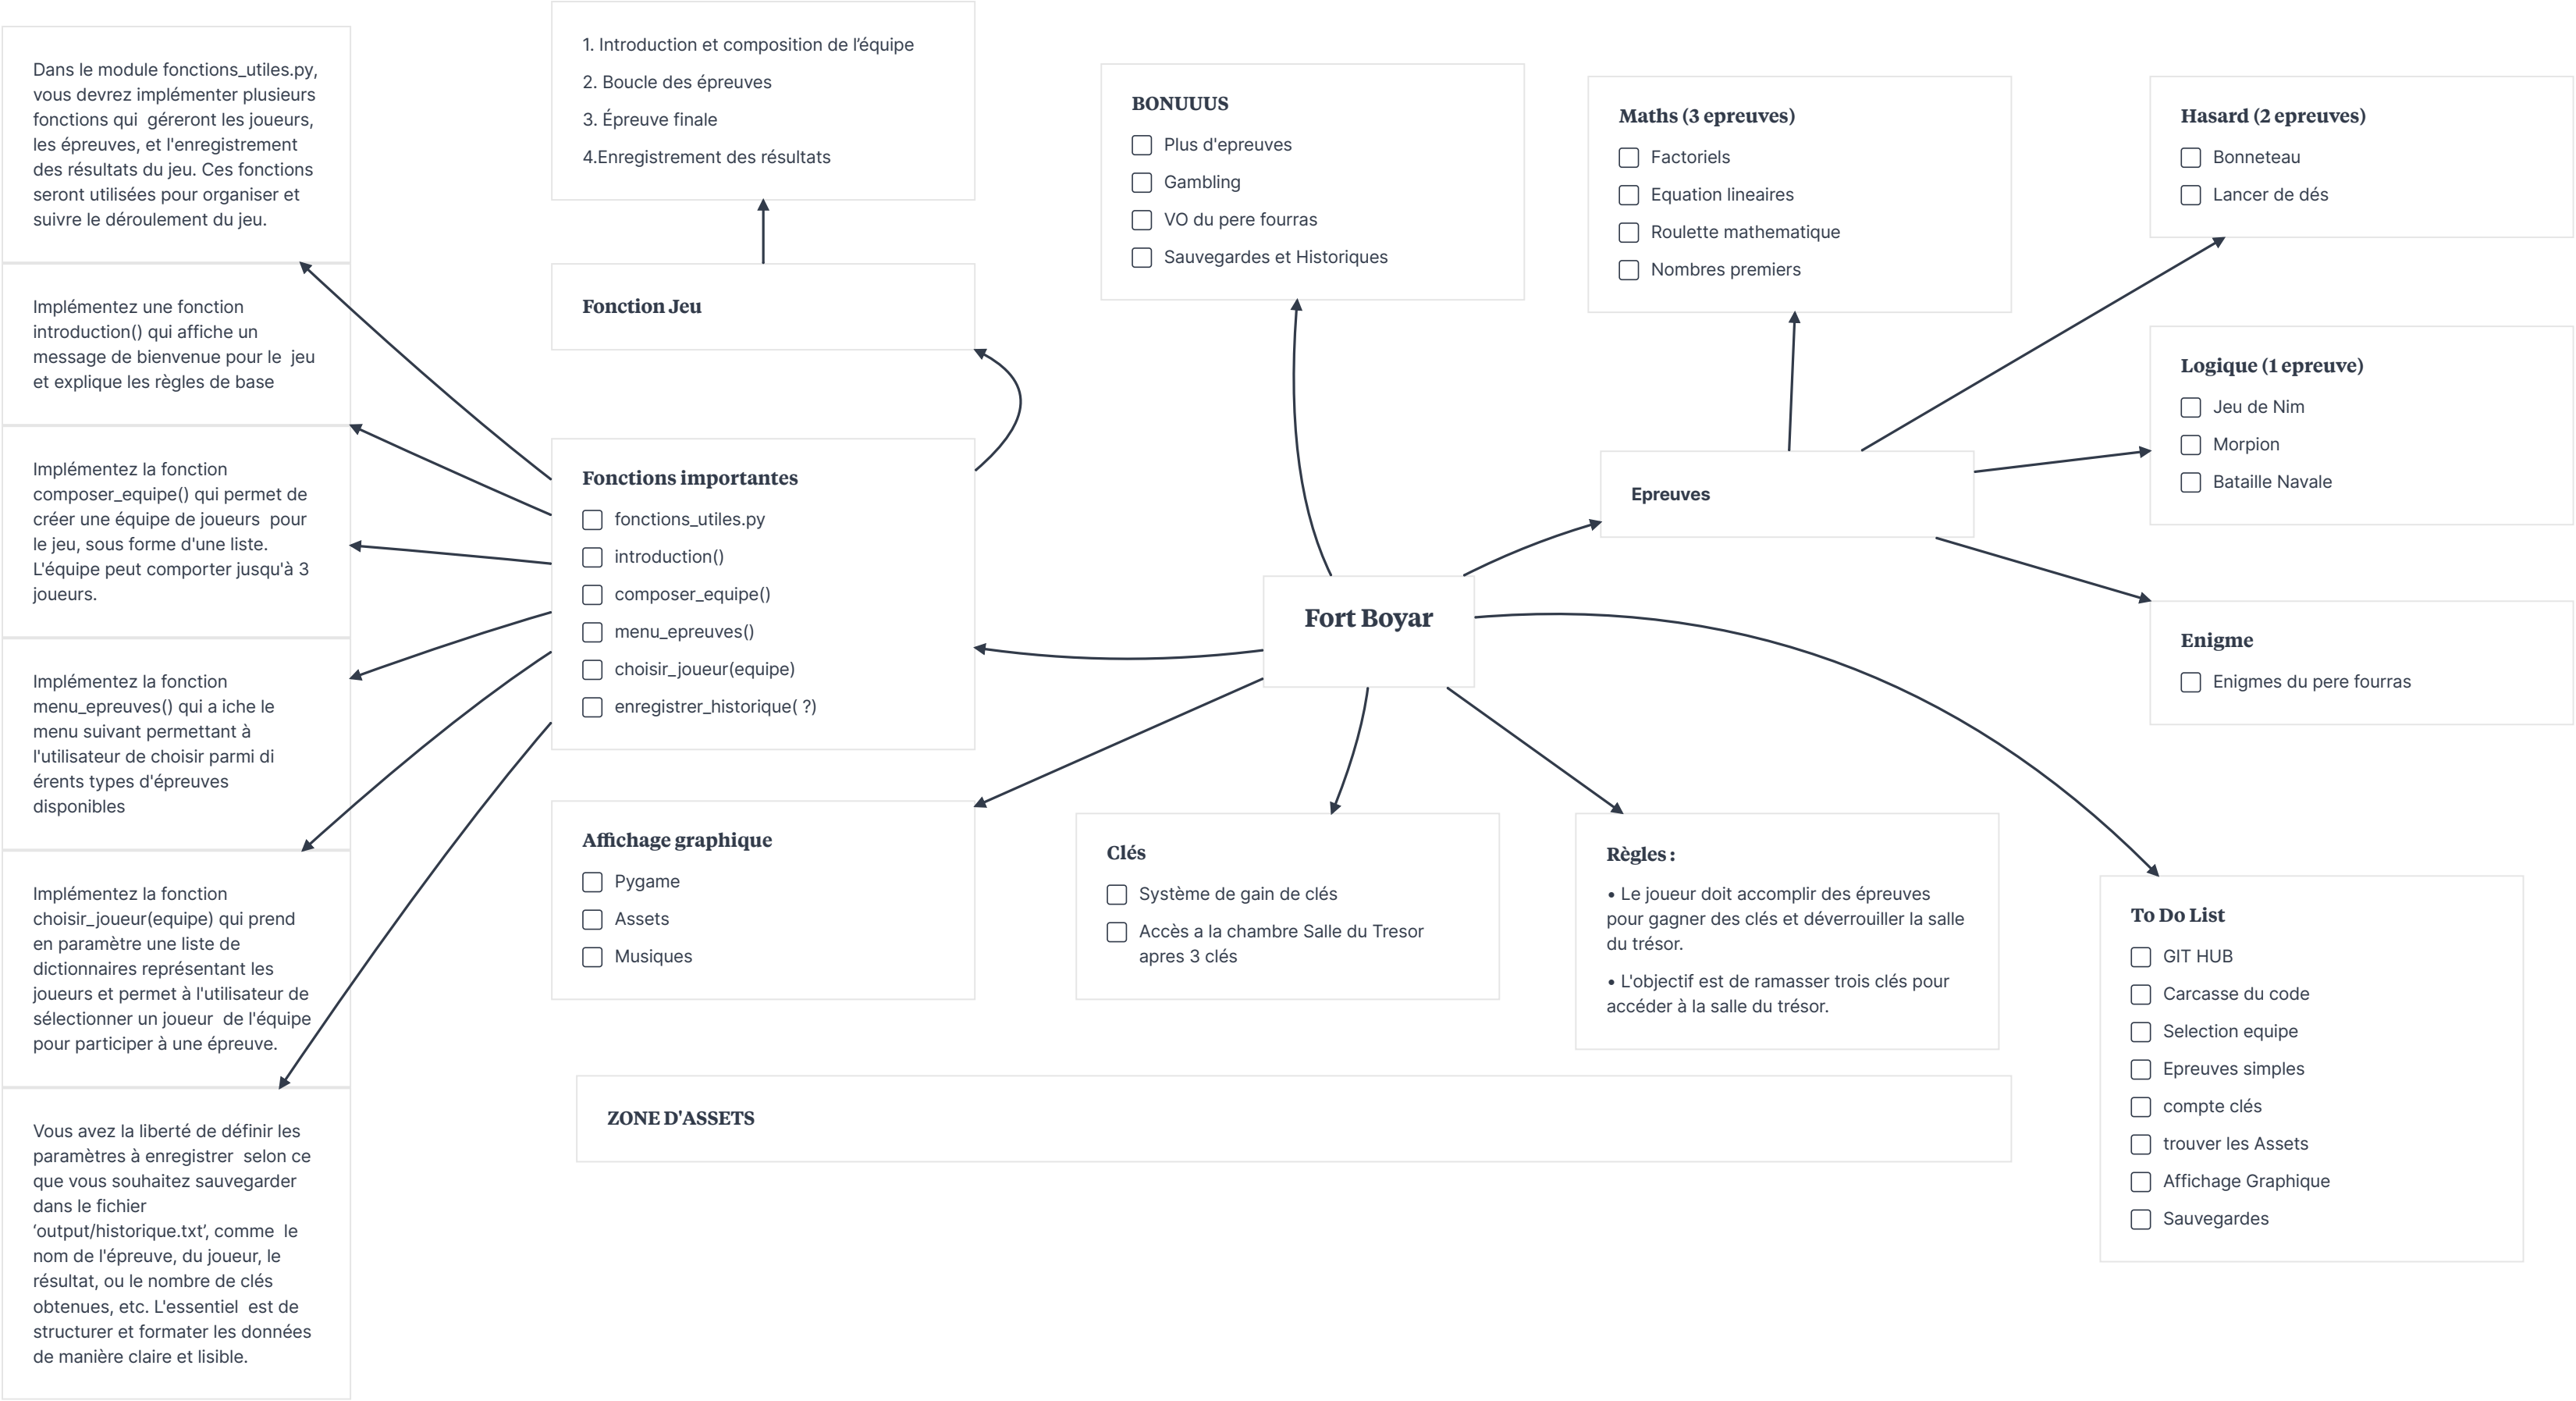 Dans le module fonctions_utiles.py,
vous devrez implémenter plusieurs
fonctions qui  géreront les joueurs,
les épreuves, et l'enregistrement
des résultats du jeu. Ces fonctions
seront utilisées pour organiser et
suivre le déroulement du jeu.
Implémentez une fonction
introduction() qui affiche un
message de bienvenue pour le  jeu
et explique les règles de base
Implémentez la fonction
composer_equipe() qui permet de
créer une équipe de joueurs  pour
le jeu, sous forme d'une liste.
L'équipe peut comporter jusqu'à 3
joueurs.
Implémentez la fonction
menu_epreuves() qui a iche le
menu suivant permettant à
l'utilisateur de choisir parmi di
érents types d'épreuves
disponibles
Implémentez la fonction
choisir_joueur(equipe) qui prend
en paramètre une liste de
dictionnaires représentant les
joueurs et permet à l'utilisateur de
sélectionner un joueur  de l'équipe
pour participer à une épreuve.
Vous avez la liberté de définir les
paramètres à enregistrer  selon ce
que vous souhaitez sauvegarder
dans le fichier
‘output/historique.txt’, comme  le
nom de l'épreuve, du joueur, le
résultat, ou le nombre de clés
obtenues, etc. L'essentiel  est de
structurer et formater les données
de manière claire et lisible.
1. Introduction et composition de l’équipe
2. Boucle des épreuves
3. Épreuve finale
4.Enregistrement des résultats
Fonction Jeu
Fonctions importantes
fonctions_utiles.py
introduction()
composer_equipe()
menu_epreuves()
choisir_joueur(equipe)
enregistrer_historique( ?)
Affichage graphique
Pygame
Assets
Musiques
BONUUUS
Plus d'epreuves
Gambling
VO du pere fourras
Sauvegardes et Historiques
Fort Boyar
Clés
Système de gain de clés
Accès a la chambre Salle du Tresor
apres 3 clés
Règles :
• Le joueur doit accomplir des épreuves
pour gagner des clés et déverrouiller la salle
du trésor.
• L'objectif est de ramasser trois clés pour
accéder à la salle du trésor.
ZONE D'ASSETS
Maths (3 epreuves)
Factoriels
Equation lineaires
Roulette mathematique
Nombres premiers
Epreuves
Hasard (2 epreuves)
Bonneteau
Lancer de dés
Logique (1 epreuve)
Jeu de Nim
Morpion
Bataille Navale
Enigme
Enigmes du pere fourras
To Do List
GIT HUB
Carcasse du code
Selection equipe
Epreuves simples
compte clés
trouver les Assets
Affichage Graphique
Sauvegardes